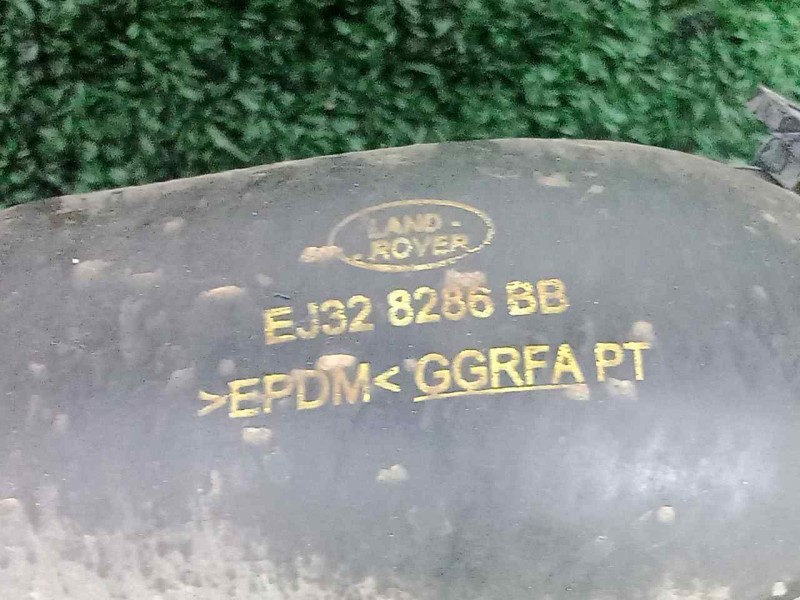 LAND -
- ROVER
EJ32 8286 BB
>EPDM< GGRFA PT